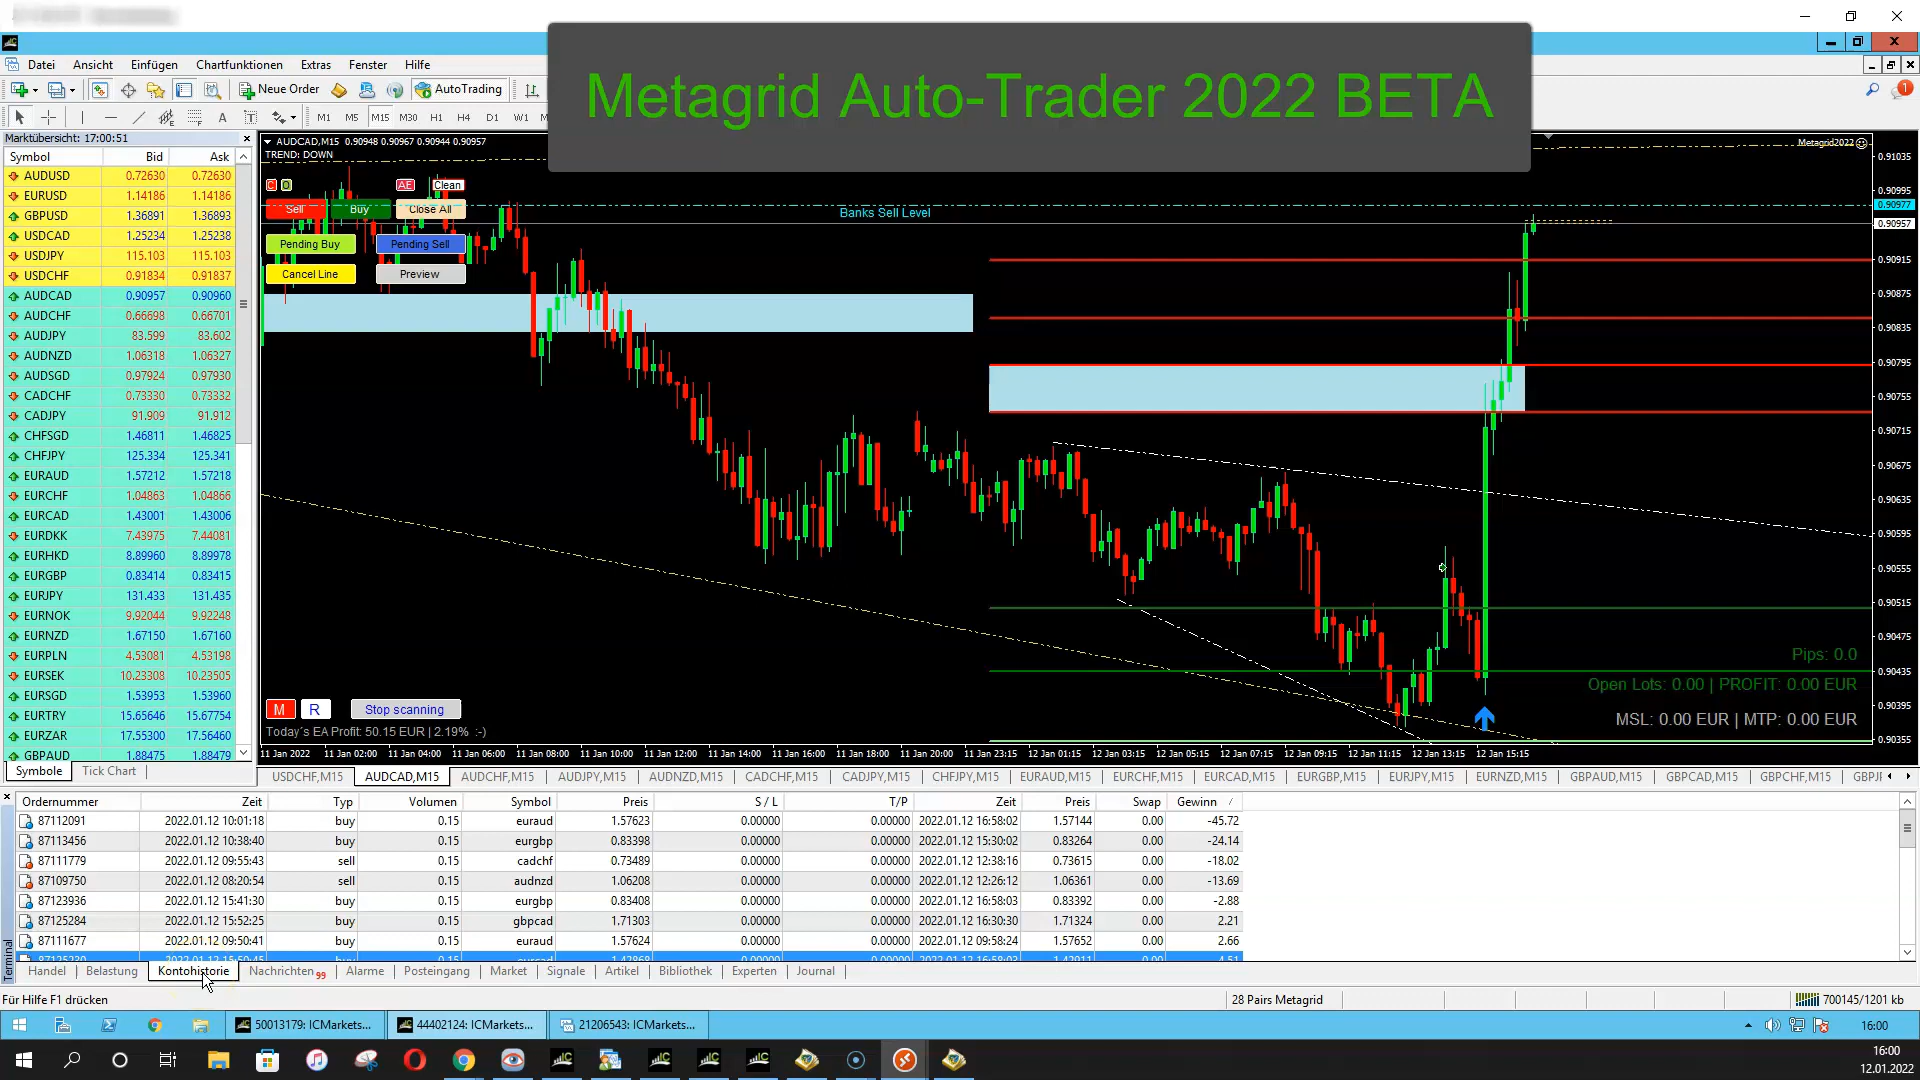 Metagrid Auto-Trader 2022 BETA
Datei Ansicht Einfügen Chartfunktionen Extras Fenster Hilfe
Neue Order AutoTrading 1
A T M1 M5 M15 M30 H1 H4 D1 W1 M
Marktübersicht: 17:00:51
Symbol Bid Ask
AUDUSD 0.72630 0.72630
EURUSD 1.14186 1.14186
GBPUSD 1.36891 1.36893
USDCAD 1.25234 1.25238
USDJPY 115.103 115.103
USDCHF 0.91834 0.91837
AUDCAD 0.90957 0.90960
AUDCHF 0.66698 0.66701
AUDJPY 83.599 83.602
AUDNZD 1.06318 1.06327
AUDSGD 0.97924 0.97930
CADCHF 0.73330 0.73332
CADJPY 91.909 91.912
CHFSGD 1.46811 1.46825
CHFJPY 125.334 125.341
EURAUD 1.57212 1.57218
EURCHF 1.04863 1.04866
EURCAD 1.43001 1.43006
EURDKK 7.43975 7.44081
EURHKD 8.89960 8.89978
EURGBP 0.83414 0.83415
EURJPY 131.433 131.435
EURNOK 9.92044 9.92248
EURNZD 1.67150 1.67160
EURPLN 4.53081 4.53198
EURSEK 10.23308 10.23505
EURSGD 1.53953 1.53960
EURTRY 15.65646 15.67754
EURZAR 17.55300 17.56460
GBPAUD 1.88475 1.88479
Symbole Tick Chart
AUDCAD,M15 0.90948 0.90967 0.90944 0.90957
TREND: DOWN
Metagrid2022
C O AE Clean
Sell Buy Close All
Pending Buy Pending Sell
Cancel Line Preview
Banks Sell Level
0.91035
0.90995
0.90977
0.90957
0.90915
0.90875
0.90835
0.90795
0.90755
0.90715
0.90675
0.90635
0.90595
0.90555
0.90515
0.90475
0.90435
0.90395
0.90355
Pips: 0.0
Open Lots: 0.00 | PROFIT: 0.00 EUR
MSL: 0.00 EUR | MTP: 0.00 EUR
M R Stop scanning
Today´s EA Profit: 50.15 EUR | 2.19% :-)
11 Jan 2022 11 Jan 02:00 11 Jan 04:00 11 Jan 06:00 11 Jan 08:00 11 Jan 10:00 11 Jan 12:00 11 Jan 14:00 11 Jan 16:00 11 Jan 18:00 11 Jan 20:00 11 Jan 22:00 12 Jan 01:15 12 Jan 03:15 12 Jan 05:15 12 Jan 07:15 12 Jan 09:15 12 Jan 11:15 12 Jan 13:15 12 Jan 15:15
USDCHF,M15 AUDCAD,M15 AUDCHF,M15 AUDJPY,M15 AUDNZD,M15 CADCHF,M15 CADJPY,M15 CHFJPY,M15 EURAUD,M15 EURCHF,M15 EURCAD,M15 EURGBP,M15 EURJPY,M15 EURNZD,M15 GBPAUD,M15 GBPCAD,M15 GBPCHF,M15 GBPJ
Ordernummer Zeit Typ Volumen Symbol Preis S / L T/P Zeit Preis Swap Gewinn /
87112091 2022.01.12 10:01:18 buy 0.15 euraud 1.57623 0.00000 0.00000 2022.01.12 16:58:02 1.57144 0.00 -45.72
87113456 2022.01.12 10:38:40 buy 0.15 eurgbp 0.83398 0.00000 0.00000 2022.01.12 15:30:02 0.83264 0.00 -24.14
87111779 2022.01.12 09:55:43 sell 0.15 cadchf 0.73489 0.00000 0.00000 2022.01.12 12:38:16 0.73615 0.00 -18.02
87109750 2022.01.12 08:20:54 sell 0.15 audnzd 1.06208 0.00000 0.00000 2022.01.12 12:26:12 1.06361 0.00 -13.69
87123936 2022.01.12 15:41:30 buy 0.15 eurgbp 0.83408 0.00000 0.00000 2022.01.12 16:58:03 0.83392 0.00 -2.88
87125284 2022.01.12 15:52:25 buy 0.15 gbpcad 1.71303 0.00000 0.00000 2022.01.12 16:30:30 1.71324 0.00 2.21
87111677 2022.01.12 09:50:41 buy 0.15 euraud 1.57624 0.00000 0.00000 2022.01.12 09:58:24 1.57652 0.00 2.66
Terminal
Handel Belastung Kontohistorie Nachrichten 99 Alarme Posteingang Market Signale Artikel Bibliothek Experten Journal
Für Hilfe F1 drücken 28 Pairs Metagrid 700145/1201 kb
50013179: ICMarkets... 44402124: ICMarkets... 21206543: ICMarkets... 16:00
16:00
12.01.2022